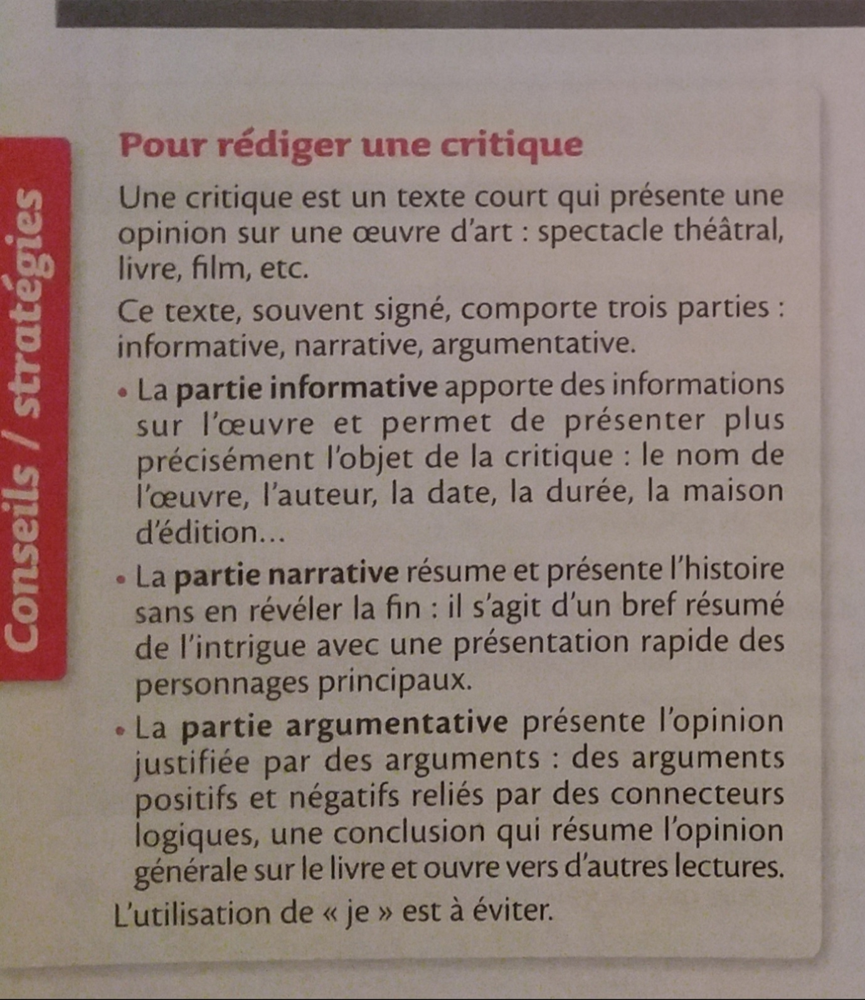 Conseils / stratégies
Pour rédiger une critique
Une critique est un texte court qui présente une
opinion sur une œuvre d'art : spectacle théâtral,
livre, film, etc.
Ce texte, souvent signé, comporte trois parties :
informative, narrative, argumentative.
• La partie informative apporte des informations
sur l'œuvre et permet de présenter plus
précisément l'objet de la critique : le nom de
l'œuvre, l'auteur, la date, la durée, la maison
d'édition...
• La partie narrative résume et présente l'histoire
sans en révéler la fin : il s'agit d'un bref résumé
de l'intrigue avec une présentation rapide des
personnages principaux.
• La partie argumentative présente l'opinion
justifiée par des arguments : des arguments
positifs et négatifs reliés par des connecteurs
logiques, une conclusion qui résume l'opinion
générale sur le livre et ouvre vers d'autres lectures.
L'utilisation de « je » est à éviter.